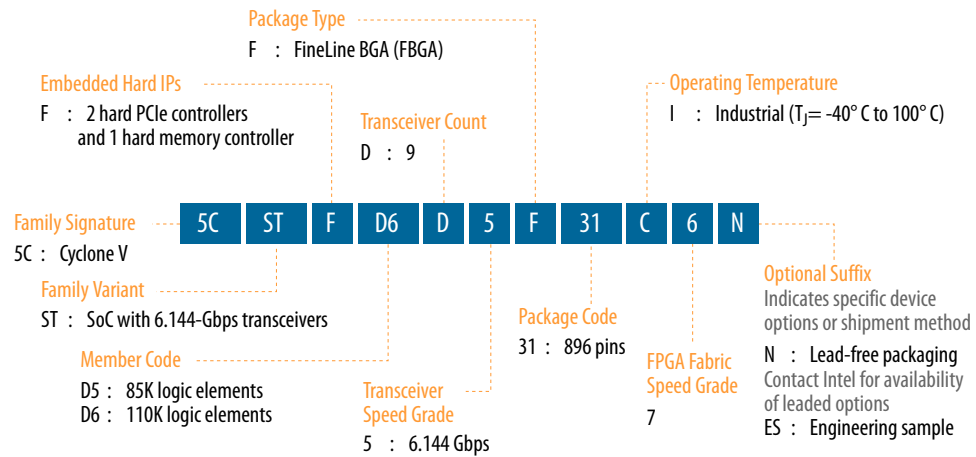 Package Type
F : FineLine BGA (FBGA)
Embedded Hard IPs
F : 2 hard PCIe controllers
and 1 hard memory controller
Transceiver Count
D : 9
Operating Temperature
I : Industrial (TJ= -40° C to 100° C)
Family Signature
5C : Cyclone V
5C ST F D6 D 5 F 31 C 6 N
Family Variant
ST : SoC with 6.144-Gbps transceivers
Member Code
D5 : 85K logic elements
D6 : 110K logic elements
Transceiver
Speed Grade
5 : 6.144 Gbps
Package Code
31 : 896 pins
FPGA Fabric
Speed Grade
7
Optional Suffix
Indicates specific device
options or shipment method
N : Lead-free packaging
Contact Intel for availability
of leaded options
ES : Engineering sample